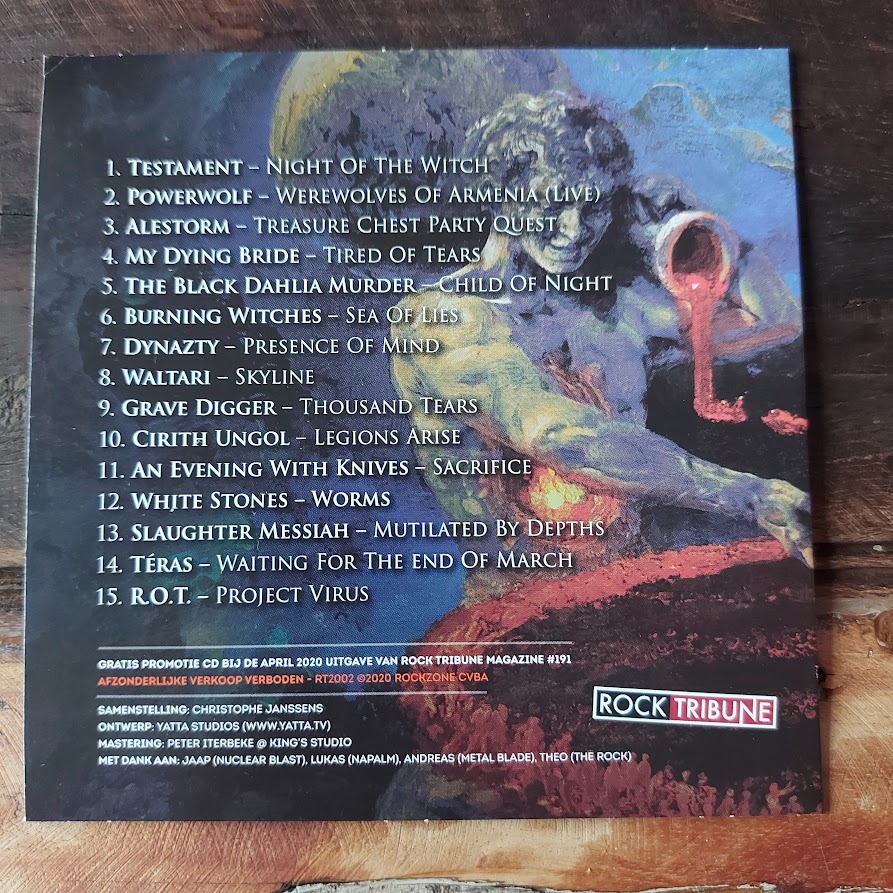 1. TESTAMENT – NIGHT OF THE WITCH
2. POWERWOLF – WEREWOLVES OF ARMENIA (LIVE)
3. ALESTORM – TREASURE CHEST PARTY QUEST
4. MY DYING BRIDE – TIRED OF TEARS
5. THE BLACK DAHLIA MURDER – CHILD OF NIGHT
6. BURNING WITCHES – SEA OF LIES
7. DYNAZTY – PRESENCE OF MIND
8. WALTARI – SKYLINE
9. GRAVE DIGGER – THOUSAND TEARS
10. CIRITH UNGOL – LEGIONS ARISE
11. AN EVENING WITH KNIVES – SACRIFICE
12. WHITE STONES – WORMS
13. SLAUGHTER MESSIAH – MUTILATED BY DEPTHS
14. TÉRAS – WAITING FOR THE END OF MARCH
15. R.O.T. – PROJECT VIRUS
GRATIS PROMOTIE CD BIJ DE APRIL 2020 UITGAVE VAN ROCK TRIBUNE MAGAZINE #191
AFZONDERLIJKE VERKOOP VERBODEN - RT2002 ©2020 ROCKZONE CVBA
SAMENSTELLING: CHRISTOPHE JANSSENS
ONTWERP: YATTA STUDIOS (WWW.YATTA.TV)
MASTERING: PETER ITERBEKE @ KING'S STUDIO
MET DANK AAN: JAAP (NUCLEAR BLAST), LUKAS (NAPALM), ANDREAS (METAL BLADE), THEO (THE ROCK)
ROCK TRIBUNE